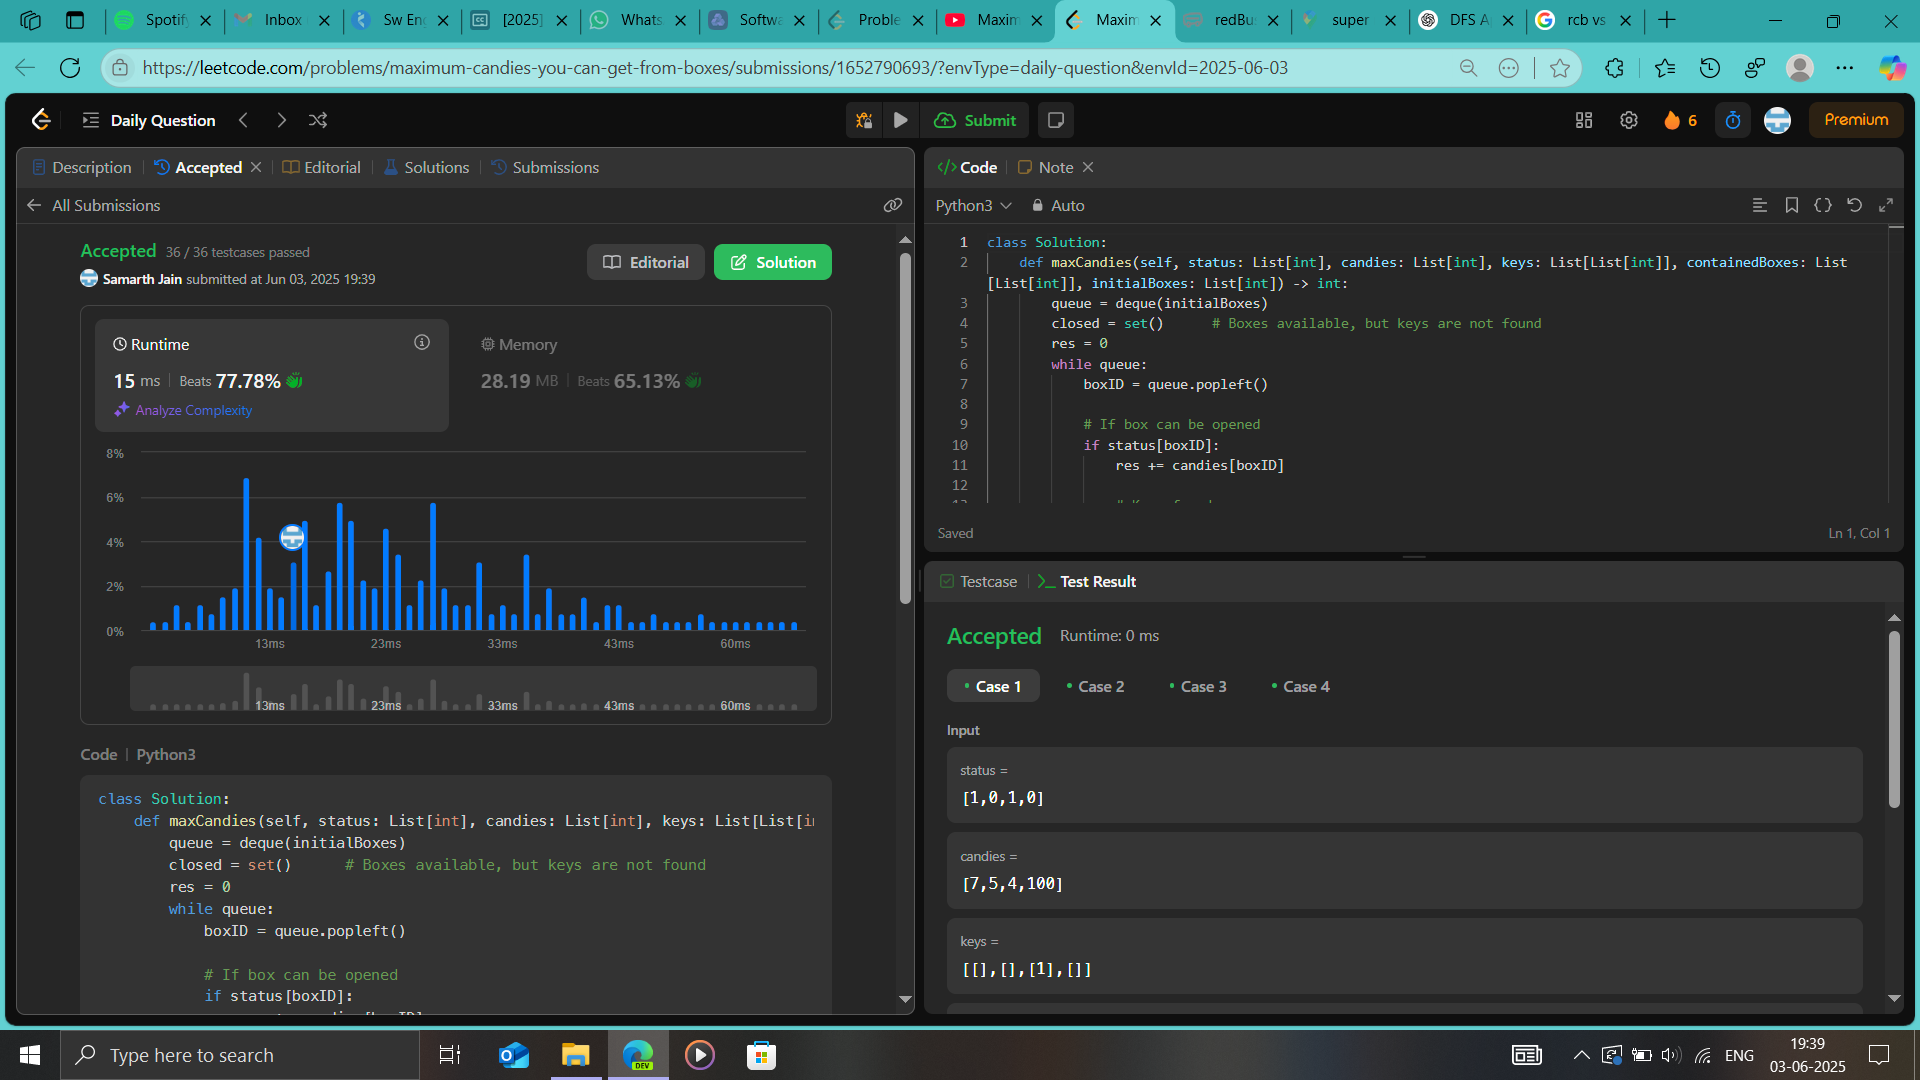 Spotif
Inbox
Sw En
[2025]
Whats
Softwa
Proble
Maxim
Maxim
redBu
super
DFS A
rcb vs
https://leetcode.com/problems/maximum-candies-you-can-get-from-boxes/submissions/1652790693/?envType=daily-question&envId=2025-06-03
Daily Question
Submit
6
Premium
Description
Accepted
Editorial
Solutions
Submissions
All Submissions
Accepted 36 / 36 testcases passed
Samarth Jain submitted at Jun 03, 2025 19:39
Editorial
Solution
Runtime
15 ms | Beats 77.78%
Analyze Complexity
Memory
28.19 MB | Beats 65.13%
8%
6%
4%
2%
0%
13ms 23ms 33ms 43ms 60ms
13ms 23ms 33ms 43ms 60ms
Code | Python3
class Solution:
def maxCandies(self, status: List[int], candies: List[int], keys: List[List[in
queue = deque(initialBoxes)
closed = set() # Boxes available, but keys are not found
res = 0
while queue:
boxID = queue.popleft()
# If box can be opened
if status[boxID]:
</> Code
Note
Python3
Auto
1 class Solution:
2 def maxCandies(self, status: List[int], candies: List[int], keys: List[List[int]], containedBoxes: List
[List[int]], initialBoxes: List[int]) -> int:
3 queue = deque(initialBoxes)
4 closed = set() # Boxes available, but keys are not found
5 res = 0
6 while queue:
7 boxID = queue.popleft()
8
9 # If box can be opened
10 if status[boxID]:
11 res += candies[boxID]
12
Saved
Ln 1, Col 1
Testcase
Test Result
Accepted Runtime: 0 ms
Case 1
Case 2
Case 3
Case 4
Input
status =
[1,0,1,0]
candies =
[7,5,4,100]
keys =
[[],[],[1],[]]
Type here to search
DEV
ENG
19:39
03-06-2025